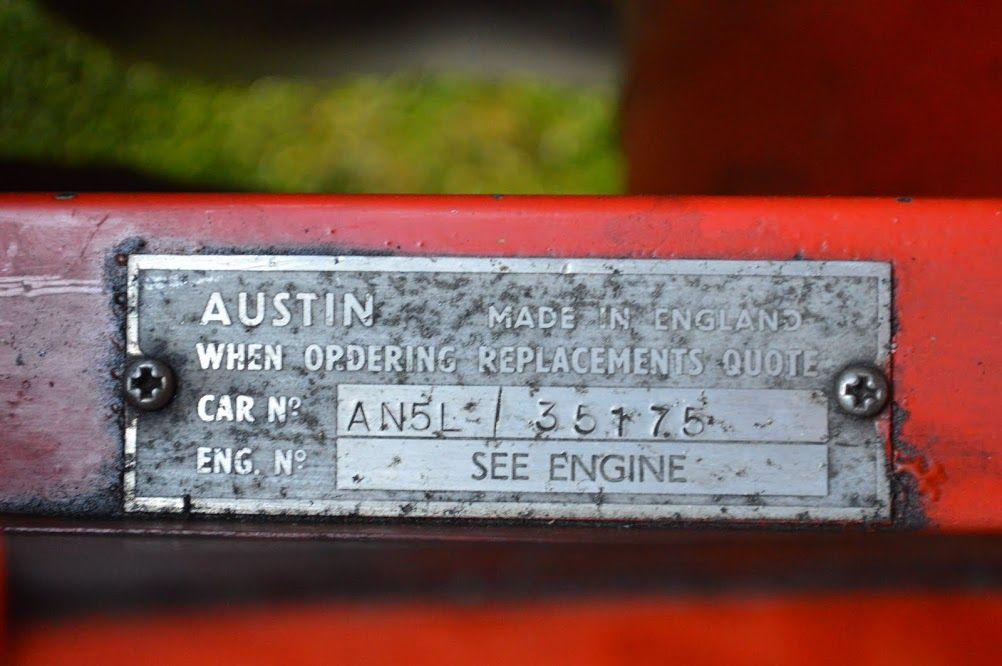 AUSTIN MADE IN ENGLAND
WHEN ORDERING REPLACEMENTS QUOTE
CAR Nº AN5L / 35175
ENG. Nº SEE ENGINE